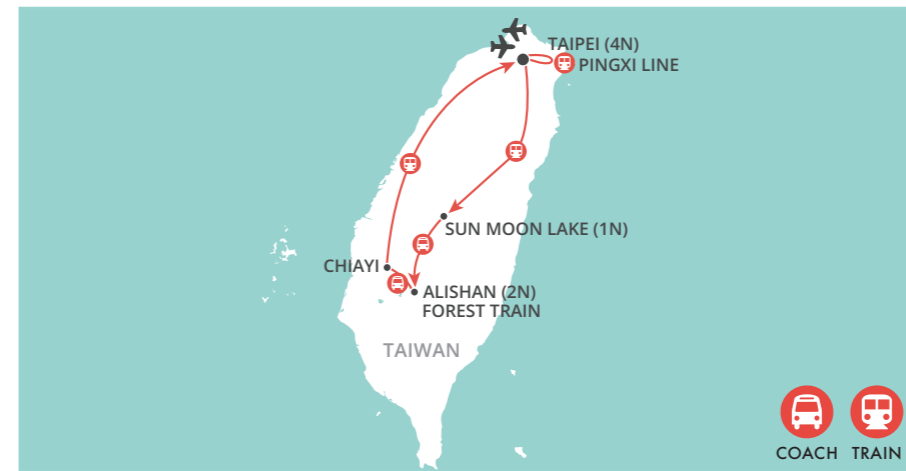 TAIPEI (4N)
PINGXI LINE
SUN MOON LAKE (1N)
CHIAYI
ALISHAN (2N)
FOREST TRAIN
TAIWAN
COACH TRAIN